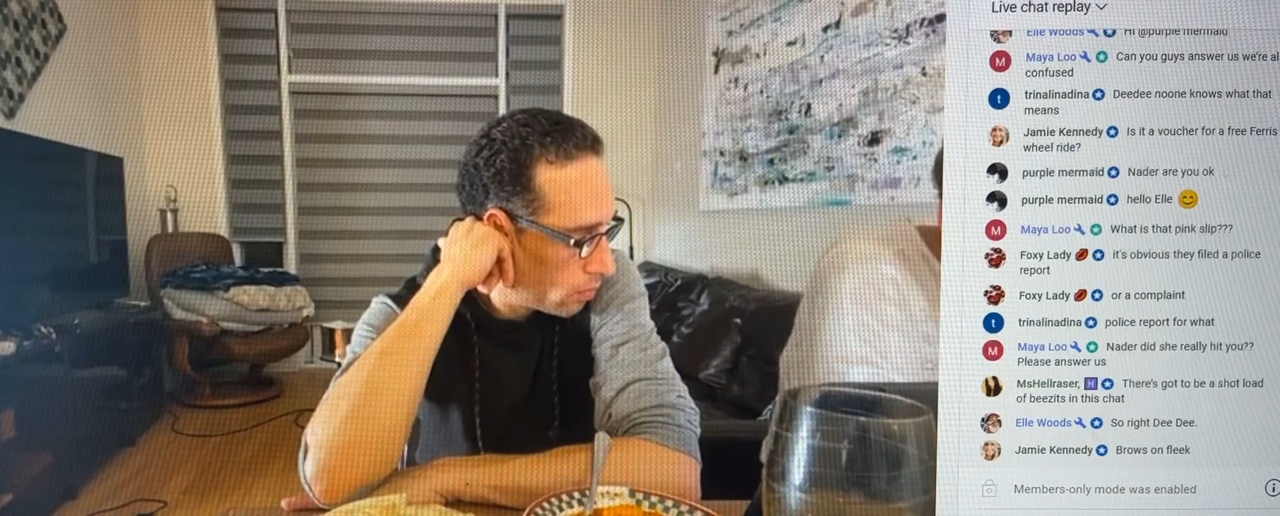 Live chat replay
Elle Woods Hi @purple mermaid
M Maya Loo Can you guys answer us we're al
confused
t trinalinadina Deedee noone knows what that
means
Jamie Kennedy Is it a voucher for a free Ferris
wheel ride?
purple mermaid Nader are you ok
purple mermaid hello Elle
M Maya Loo What is that pink slip???
Foxy Lady it's obvious they filed a police
report
Foxy Lady or a complaint
t trinalinadina police report for what
M Maya Loo Nader did she really hit you??
Please answer us
MsHellraser, There's got to be a shot load
of beezits in this chat
Elle Woods So right Dee Dee.
Jamie Kennedy Brows on fleek
Members-only mode was enabled